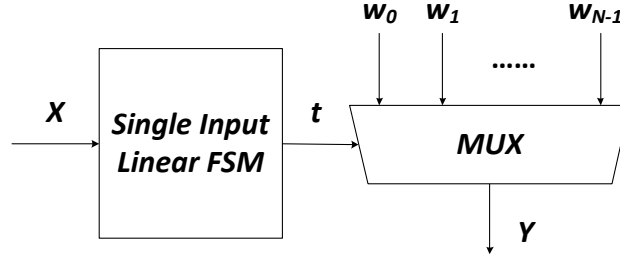 w0 w1 ...... wN-1
X
Single Input
Linear FSM
t
MUX
Y